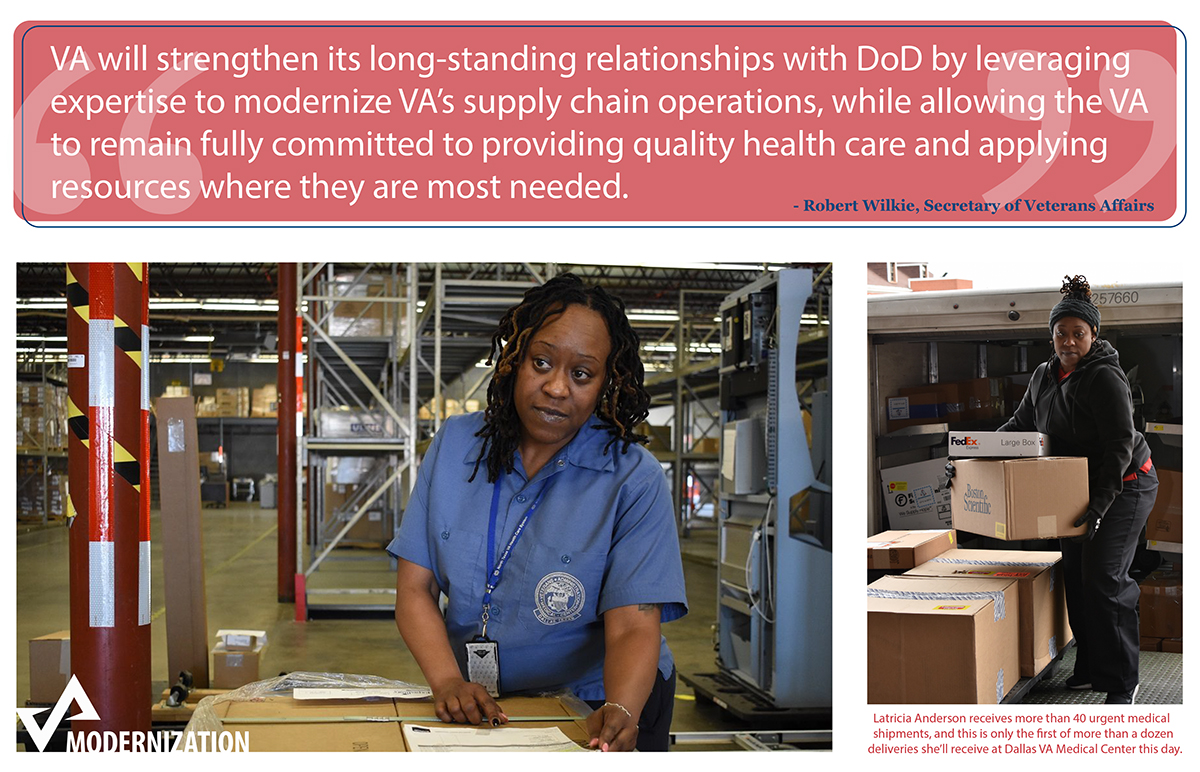 VA will strengthen its long-standing relationships with DoD by leveraging
expertise to modernize VA's supply chain operations, while allowing the VA
to remain fully committed to providing quality health care and applying
resources where they are most needed.
- Robert Wilkie, Secretary of Veterans Affairs
257660
FedEx
Large Box
Boston
Scientific
ULINE
MODERNIZATION
Latricia Anderson receives more than 40 urgent medical
shipments, and this is only the first of more than a dozen
deliveries she'll receive at Dallas VA Medical Center this day.